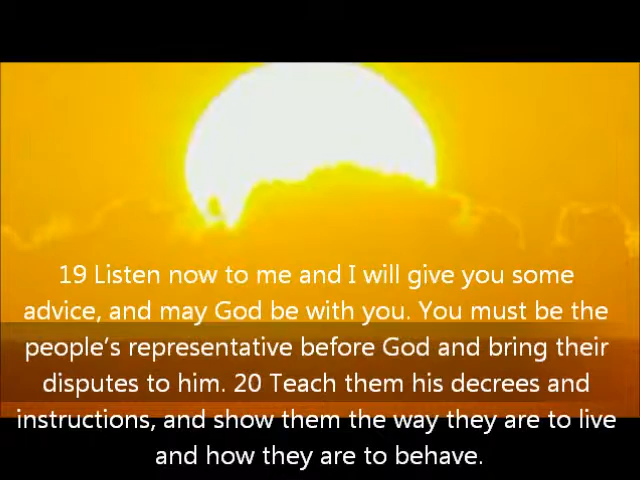 19 Listen now to me and I will give you some
advice, and may God be with you. You must be the
people’s representative before God and bring their
disputes to him. 20 Teach them his decrees and
instructions, and show them the way they are to live
and how they are to behave.